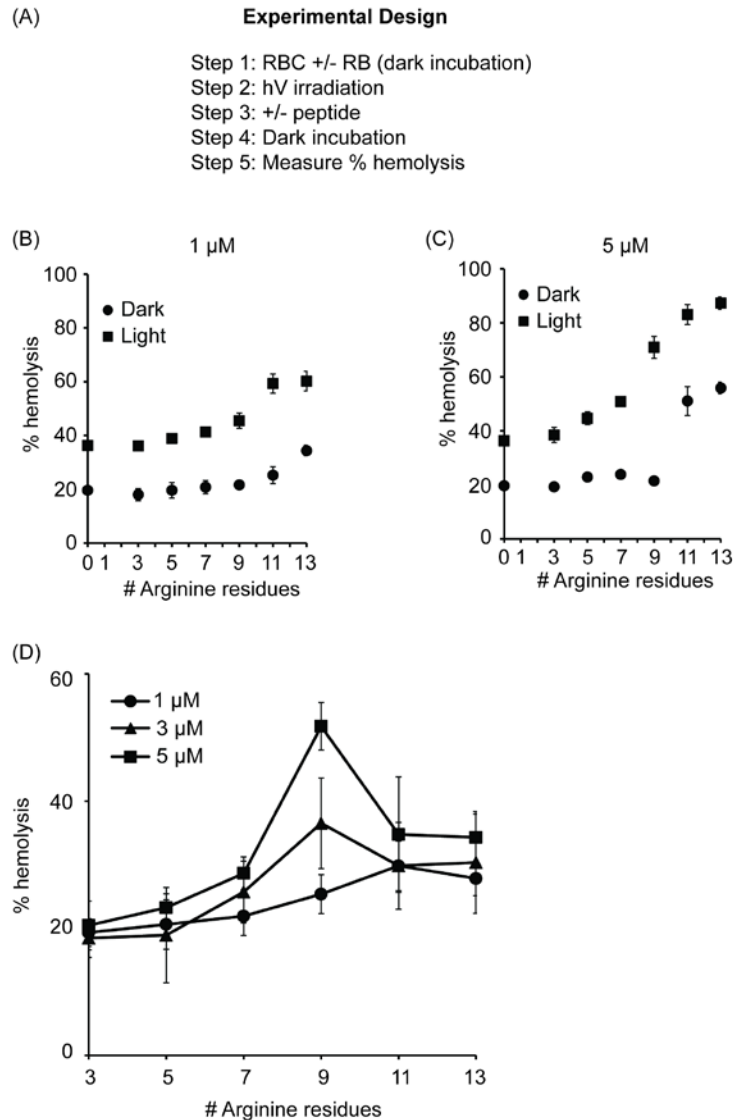 (A)
Experimental Design
Step 1: RBC +/- RB (dark incubation)
Step 2: hV irradiation
Step 3: +/- peptide
Step 4: Dark incubation
Step 5: Measure % hemolysis
(B)
1 µM
100
80
60
40
20
0
% hemolysis
Dark
Light
0 1 3 5 7 9 11 13
# Arginine residues
(C)
5 µM
100
80
60
40
20
0
% hemolysis
Dark
Light
0 1 3 5 7 9 11 13
# Arginine residues
(D)
60
40
20
0
% hemolysis
1 µM
3 µM
5 µM
3 5 7 9 11 13
# Arginine residues